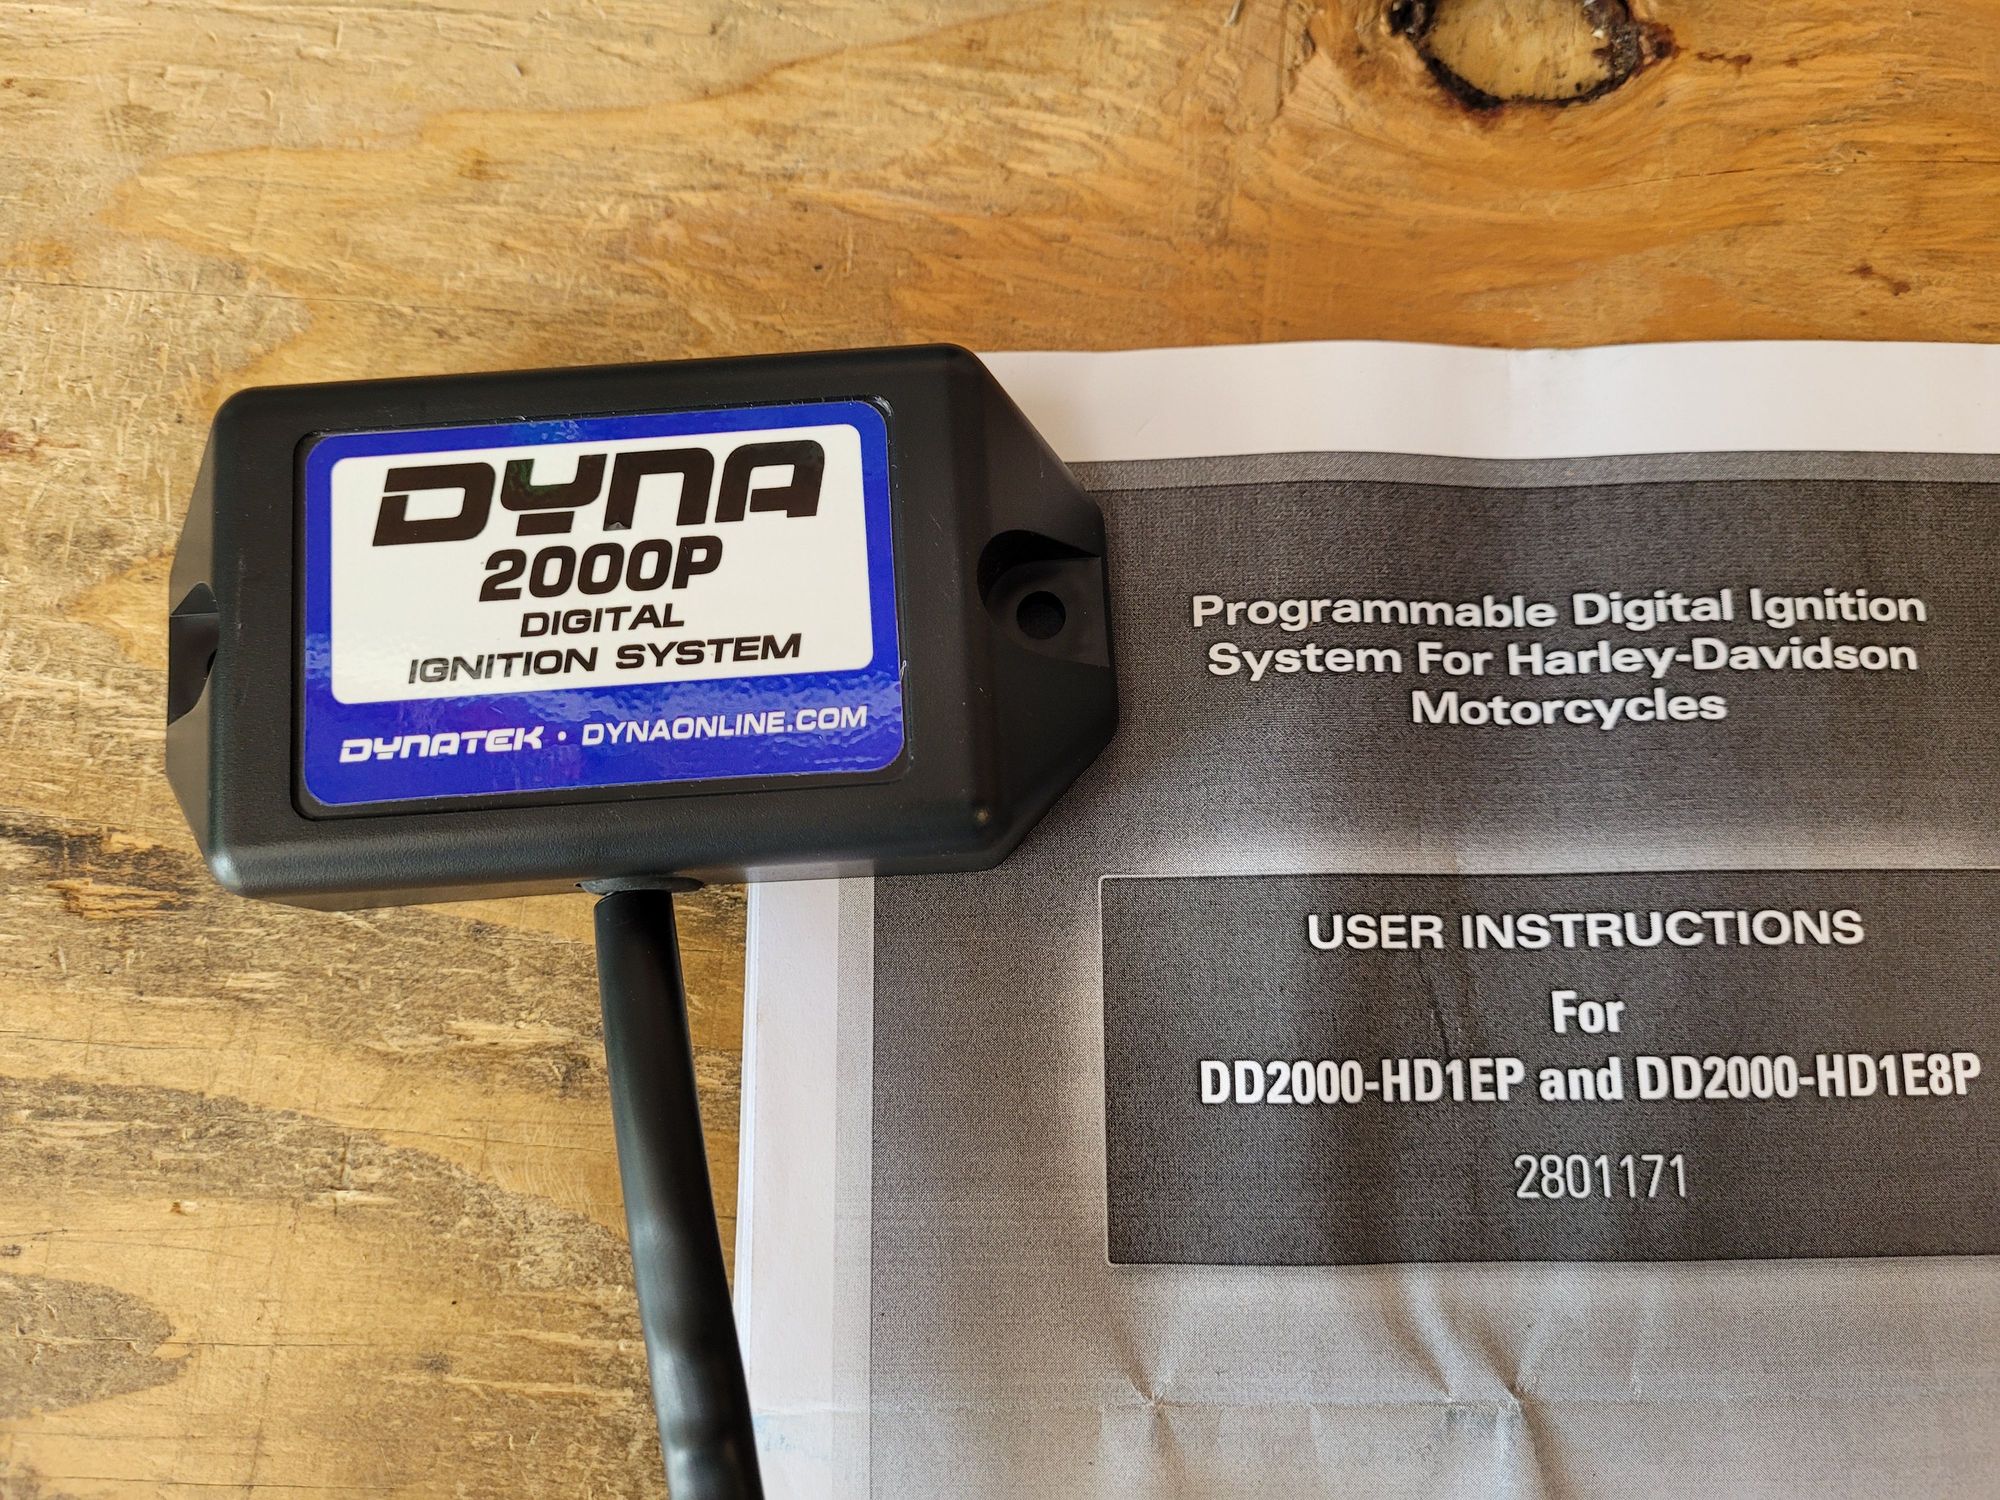 DYNA
2000P
DIGITAL
IGNITION SYSTEM
DYNATEK · DYNAONLINE.COM
Programmable Digital Ignition
System For Harley-Davidson
Motorcycles
USER INSTRUCTIONS
For
DD2000-HD1EP and DD2000-HD1E8P
2801171